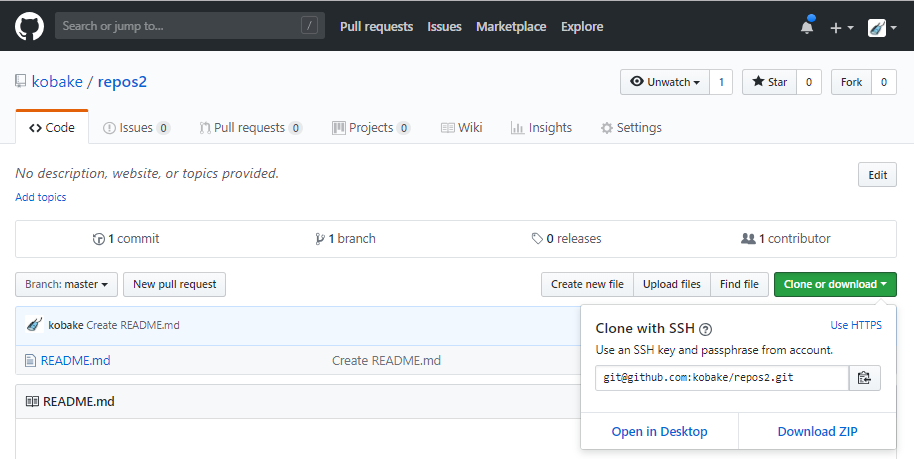 Search or jump to... /
Pull requests Issues Marketplace Explore
kobake / repos2
Unwatch 1 Star 0 Fork 0
Code Issues 0 Pull requests 0 Projects 0 Wiki Insights Settings
No description, website, or topics provided.
Edit
Add topics
1 commit 1 branch 0 releases 1 contributor
Branch: master New pull request Create new file Upload files Find file Clone or download
kobake Create README.md
README.md Create README.md
README.md
Clone with SSH ? Use HTTPS
Use an SSH key and passphrase from account.
git@github.com:kobake/repos2.git
Open in Desktop Download ZIP